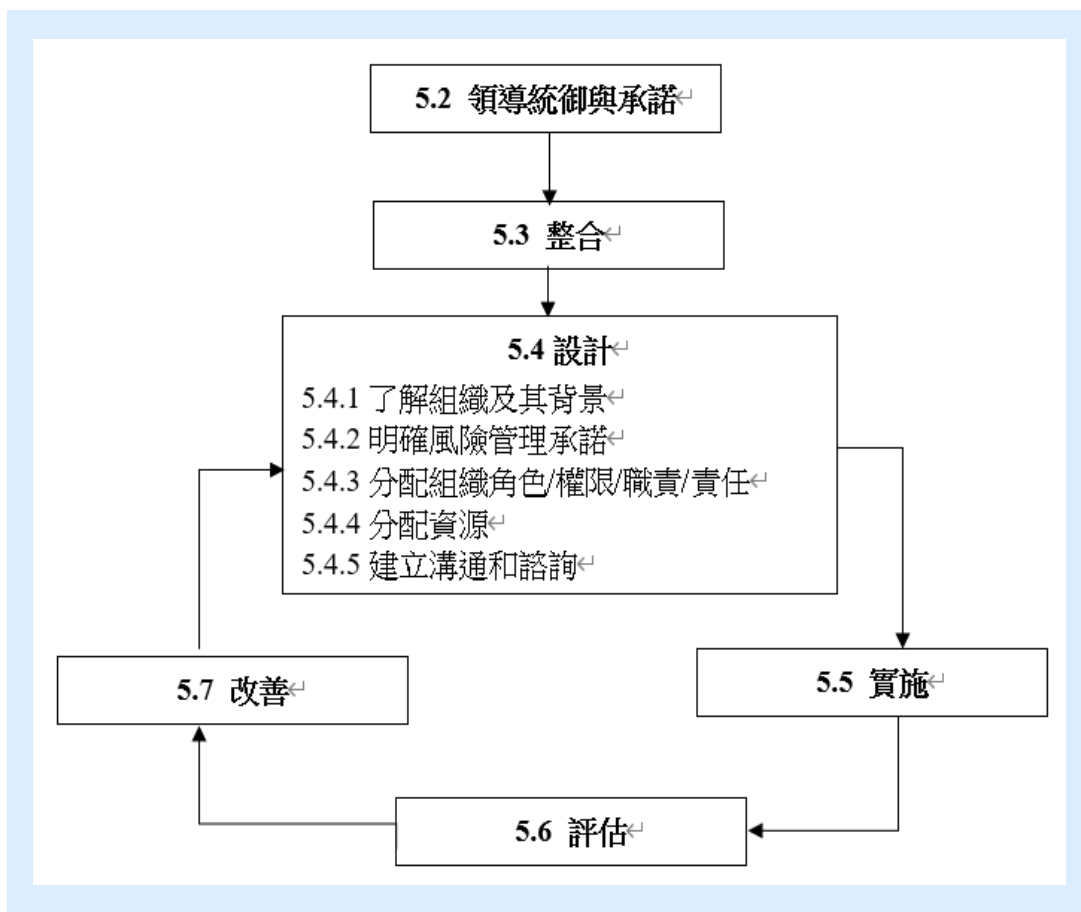 5.2 領導統御與承諾↵
5.3 整合↵
5.4 設計↵
5.4.1 了解組織及其背景↵
5.4.2 明確風險管理承諾↵
5.4.3 分配組織角色/權限/職責/責任↵
5.4.4 分配資源↵
5.4.5 建立溝通和諮詢↵
5.5 實施↵
5.6 評估↵
5.7 改善↵